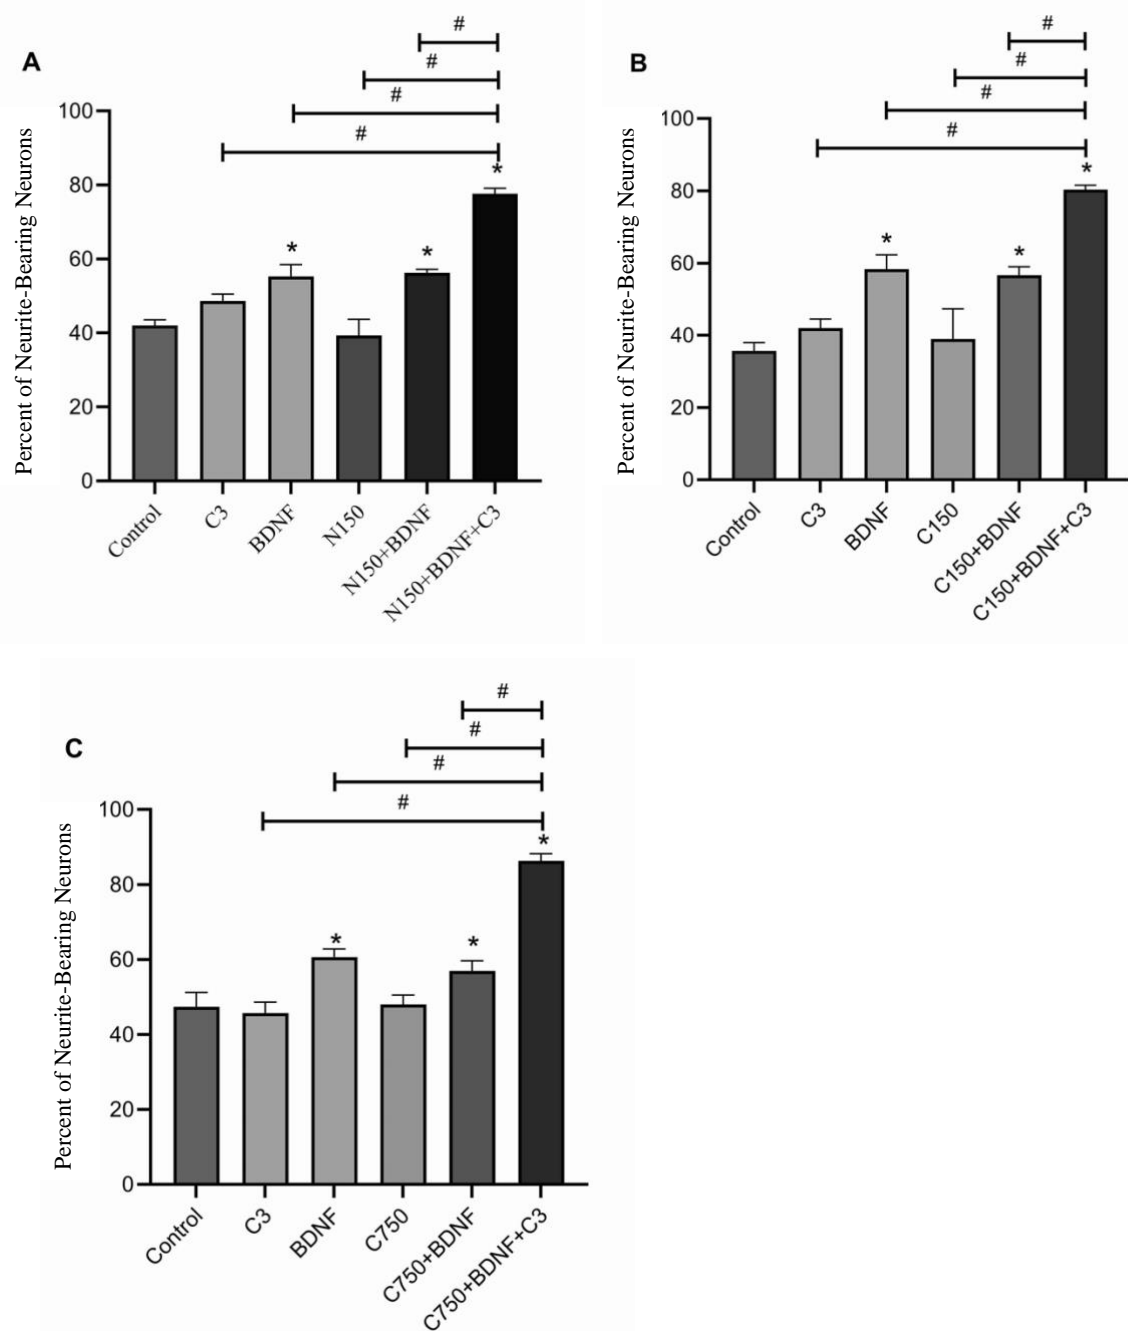 A
#
#
#
#
*
*
*
Percent of Neurite-Bearing Neurons
100
80
60
40
20
0
Control
C3
BDNF
N150
N150+BDNF
N150+BDNF+C3
B
#
#
#
#
*
*
*
Percent of Neurite-Bearing Neurons
100
80
60
40
20
0
Control
C3
BDNF
C150
C150+BDNF
C150+BDNF+C3
C
#
#
#
#
*
*
*
Percent of Neurite-Bearing Neurons
100
80
60
40
20
0
Control
C3
BDNF
C750
C750+BDNF
C750+BDNF+C3